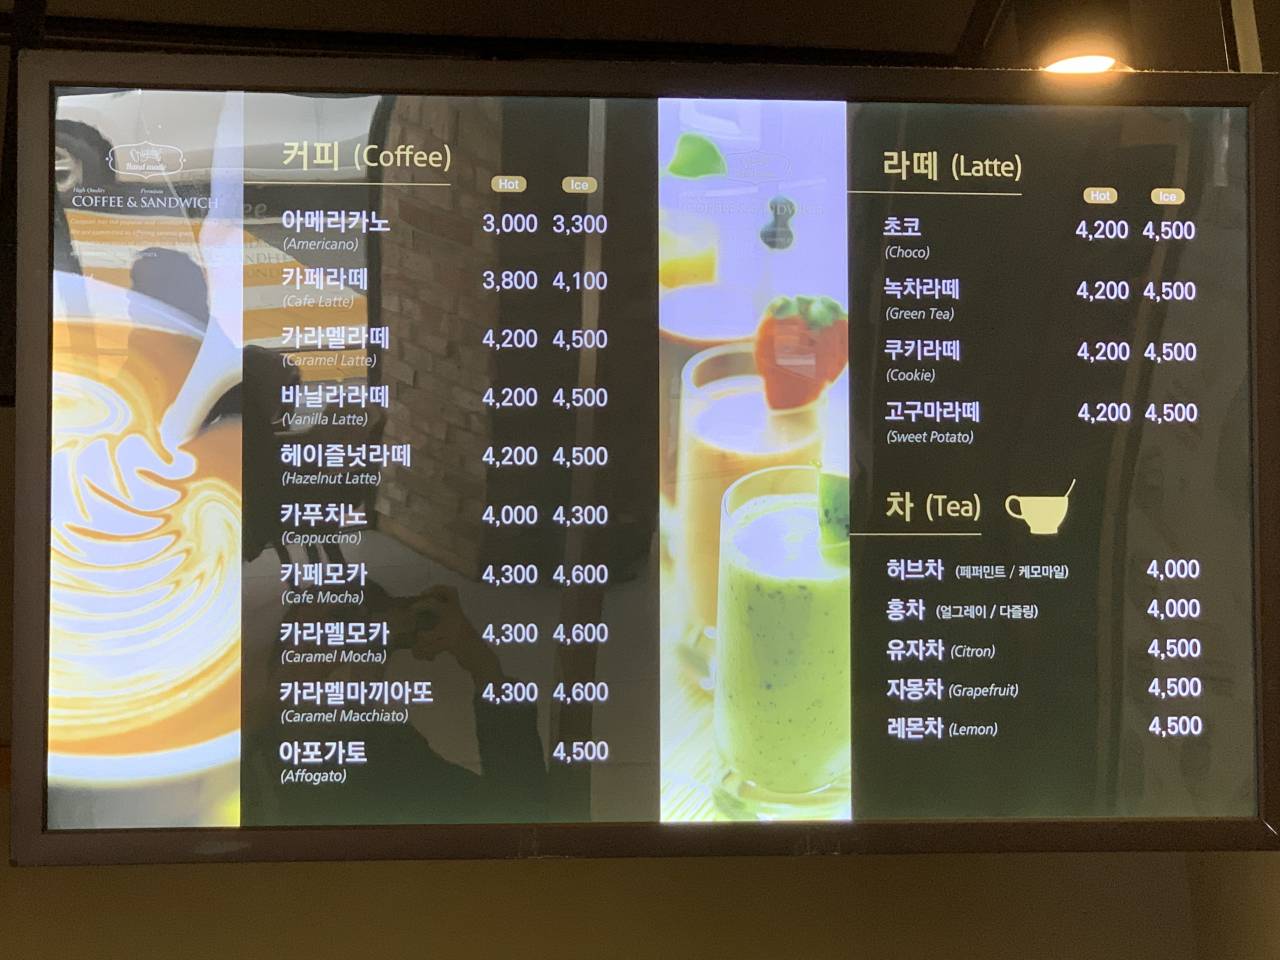 Original
Hand made
High Quality Premium
COFFEE & SANDWICH
커피 (Coffee)
Hot Ice
아메리카노 3,000 3,300
(Americano)
카페라떼 3,800 4,100
(Cafe Latte)
카라멜라떼 4,200 4,500
(Caramel Latte)
바닐라라떼 4,200 4,500
(Vanilla Latte)
헤이즐넛라떼 4,200 4,500
(Hazelnut Latte)
카푸치노 4,000 4,300
(Cappuccino)
카페모카 4,300 4,600
(Cafe Mocha)
카라멜모카 4,300 4,600
(Caramel Mocha)
카라멜마끼아또 4,300 4,600
(Caramel Macchiato)
아포가토 4,500
(Affogato)
라떼 (Latte)
Hot Ice
초코 4,200 4,500
(Choco)
녹차라떼 4,200 4,500
(Green Tea)
쿠키라떼 4,200 4,500
(Cookie)
고구마라떼 4,200 4,500
(Sweet Potato)
차 (Tea)
허브차 (페퍼민트 / 케모마일) 4,000
홍차 (얼그레이 / 다즐링) 4,000
유자차 (Citron) 4,500
자몽차 (Grapefruit) 4,500
레몬차 (Lemon) 4,500